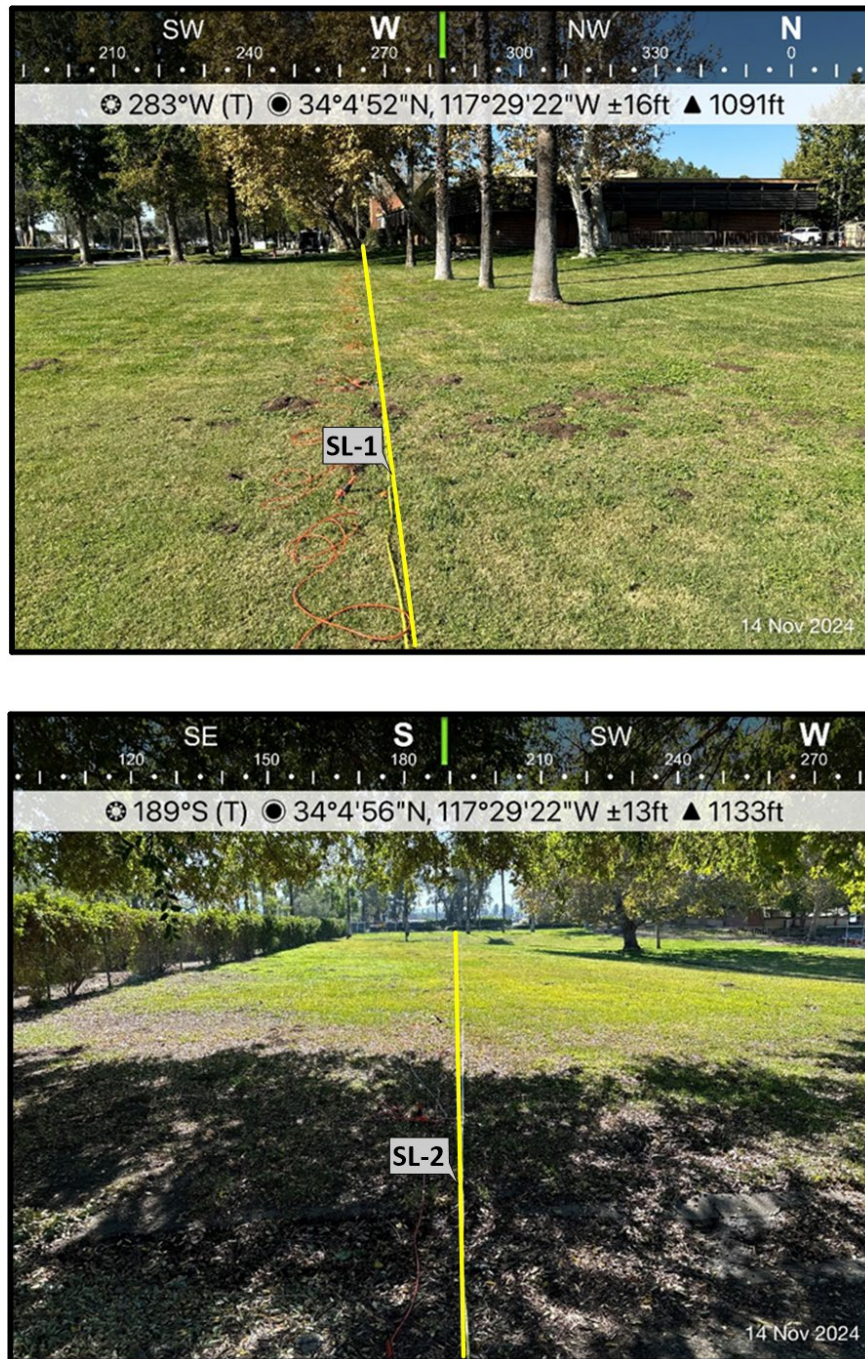 SW W NW N
210 240 270 300 330 0
283°W (T) 34°4'52"N, 117°29'22"W ±16ft ▲ 1091ft
SL-1
14 Nov 2024
SE S SW W
120 150 180 210 240 270
189°S (T) 34°4'56"N, 117°29'22"W ±13ft ▲ 1133ft
SL-2
14 Nov 2024